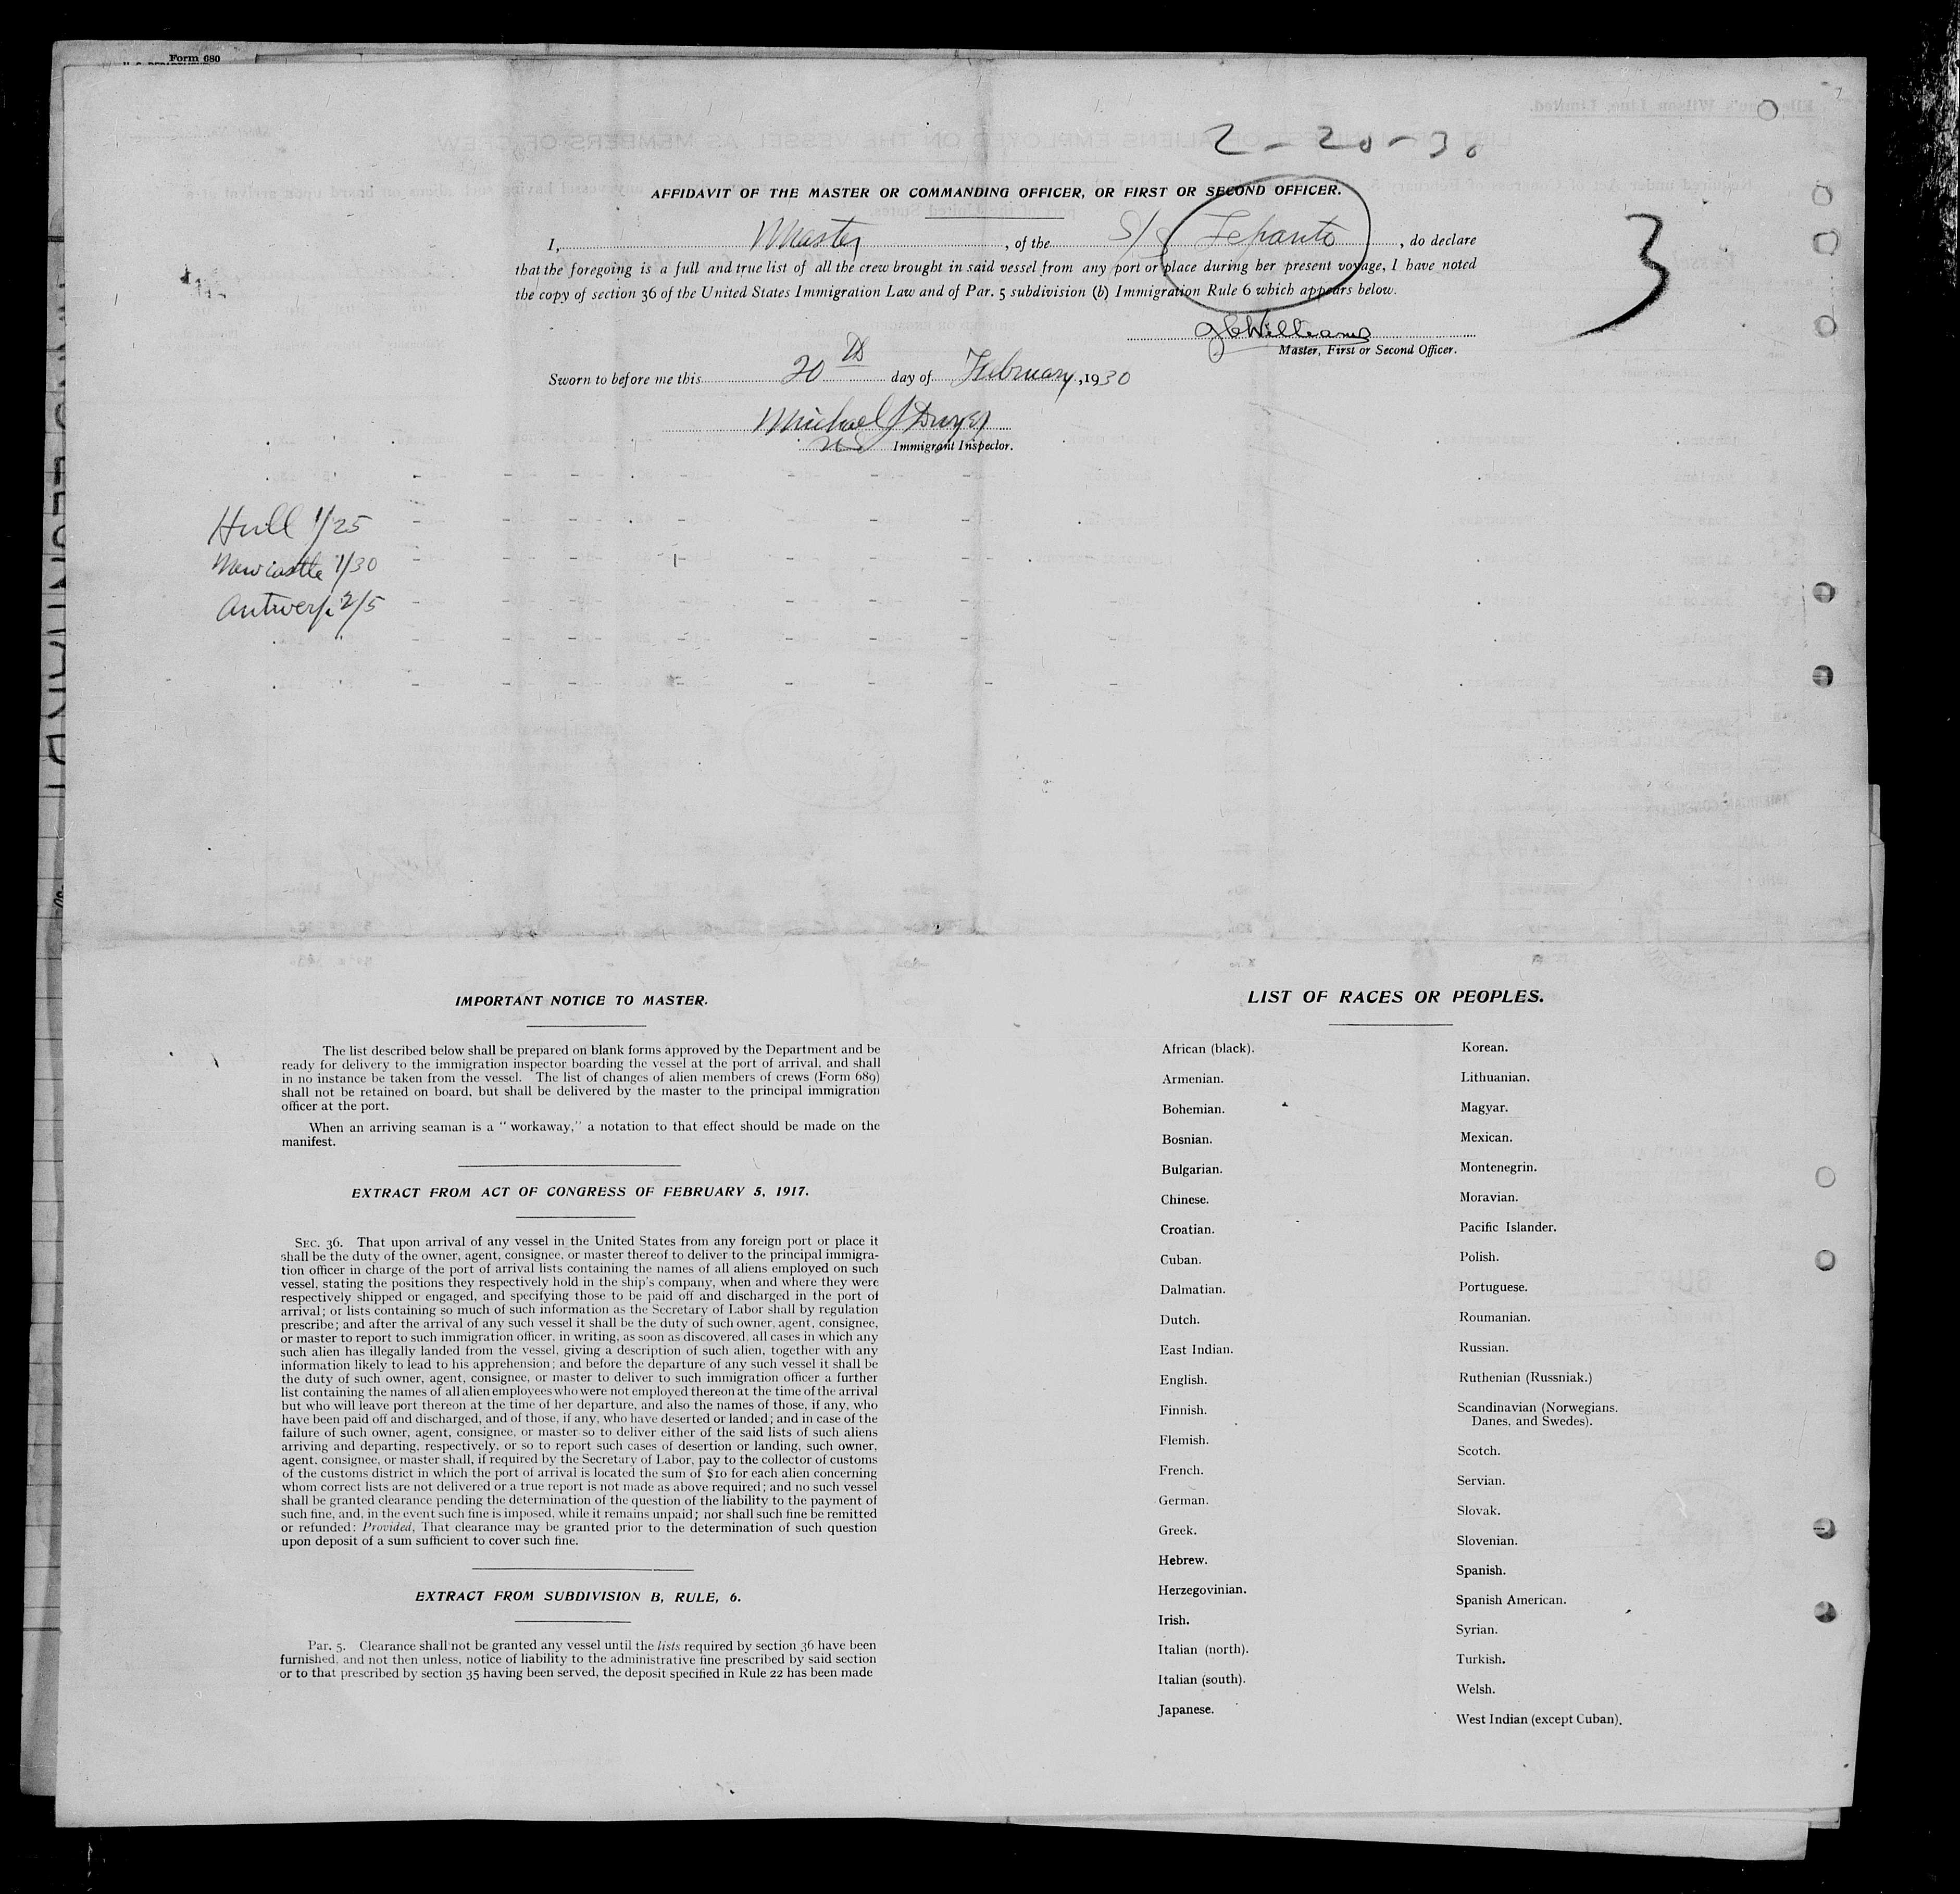 Form 680
2-20-30
AFFIDAVIT OF THE MASTER OR COMMANDING OFFICER, OR FIRST OR SECOND OFFICER.
I, Master, of the S/S Lepanto, do declare
that the foregoing is a full and true list of all the crew brought in said vessel from any port or place during her present voyage, I have noted
the copy of section 36 of the United States Immigration Law and of Par. 5 subdivision (b) Immigration Rule 6 which appears below.
3
Williams
Master, First or Second Officer.
Sworn to before me this 20th day of February, 1930
Michael J Dwyer
US Immigrant Inspector.
Hull 1/25
Newcastle 1/30
Antwerp 2/5
IMPORTANT NOTICE TO MASTER.
The list described below shall be prepared on blank forms approved by the Department and be
ready for delivery to the immigration inspector boarding the vessel at the port of arrival, and shall
in no instance be taken from the vessel. The list of changes of alien members of crews (Form 689)
shall not be retained on board, but shall be delivered by the master to the principal immigration
officer at the port.
When an arriving seaman is a "workaway," a notation to that effect should be made on the
manifest.
EXTRACT FROM ACT OF CONGRESS OF FEBRUARY 5, 1917.
SEC. 36. That upon arrival of any vessel in the United States from any foreign port or place it
shall be the duty of the owner, agent, consignee, or master thereof to deliver to the principal immigra-
tion officer in charge of the port of arrival lists containing the names of all aliens employed on such
vessel, stating the positions they respectively hold in the ship's company, when and where they were
respectively shipped or engaged, and specifying those to be paid off and discharged in the port of
arrival; or lists containing so much of such information as the Secretary of Labor shall by regulation
prescribe; and after the arrival of any such vessel it shall be the duty of such owner, agent, consignee,
or master to report to such immigration officer, in writing, as soon as discovered, all cases in which any
such alien has illegally landed from the vessel, giving a description of such alien, together with any
information likely to lead to his apprehension; and before the departure of any such vessel it shall be
the duty of such owner, agent, consignee, or master to deliver to such immigration officer a further
list containing the names of all alien employees who were not employed thereon at the time of the arrival
but who will leave port thereon at the time of her departure, and also the names of those, if any, who
have been paid off and discharged, and of those, if any, who have deserted or landed; and in case of the
failure of such owner, agent, consignee, or master so to deliver either of the said lists of such aliens
arriving and departing, respectively, or so to report such cases of desertion or landing, such owner,
agent, consignee, or master shall, if required by the Secretary of Labor, pay to the collector of customs
of the customs district in which the port of arrival is located the sum of $10 for each alien concerning
whom correct lists are not delivered or a true report is not made as above required; and no such vessel
shall be granted clearance pending the determination of the question of the liability to the payment of
such fine, and, in the event such fine is imposed, while it remains unpaid; nor shall such fine be remitted
or refunded: Provided, That clearance may be granted prior to the determination of such question
upon deposit of a sum sufficient to cover such fine.
EXTRACT FROM SUBDIVISION B, RULE, 6.
Par. 5. Clearance shall not be granted any vessel until the lists required by section 36 have been
furnished, and not then unless, notice of liability to the administrative fine prescribed by said section
or to that prescribed by section 35 having been served, the deposit specified in Rule 22 has been made
LIST OF RACES OR PEOPLES.
African (black).
Armenian.
Bohemian.
Bosnian.
Bulgarian.
Chinese.
Croatian.
Cuban.
Dalmatian.
Dutch.
East Indian.
English.
Finnish.
Flemish.
French.
German.
Greek.
Hebrew.
Herzegovinian.
Irish.
Italian (north).
Italian (south).
Japanese.
Korean.
Lithuanian.
Magyar.
Mexican.
Montenegrin.
Moravian.
Pacific Islander.
Polish.
Portuguese.
Roumanian.
Russian.
Ruthenian (Russniak.)
Scandinavian (Norwegians.
Danes, and Swedes).
Scotch.
Servian.
Slovak.
Slovenian.
Spanish.
Spanish American.
Syrian.
Turkish.
Welsh.
West Indian (except Cuban).